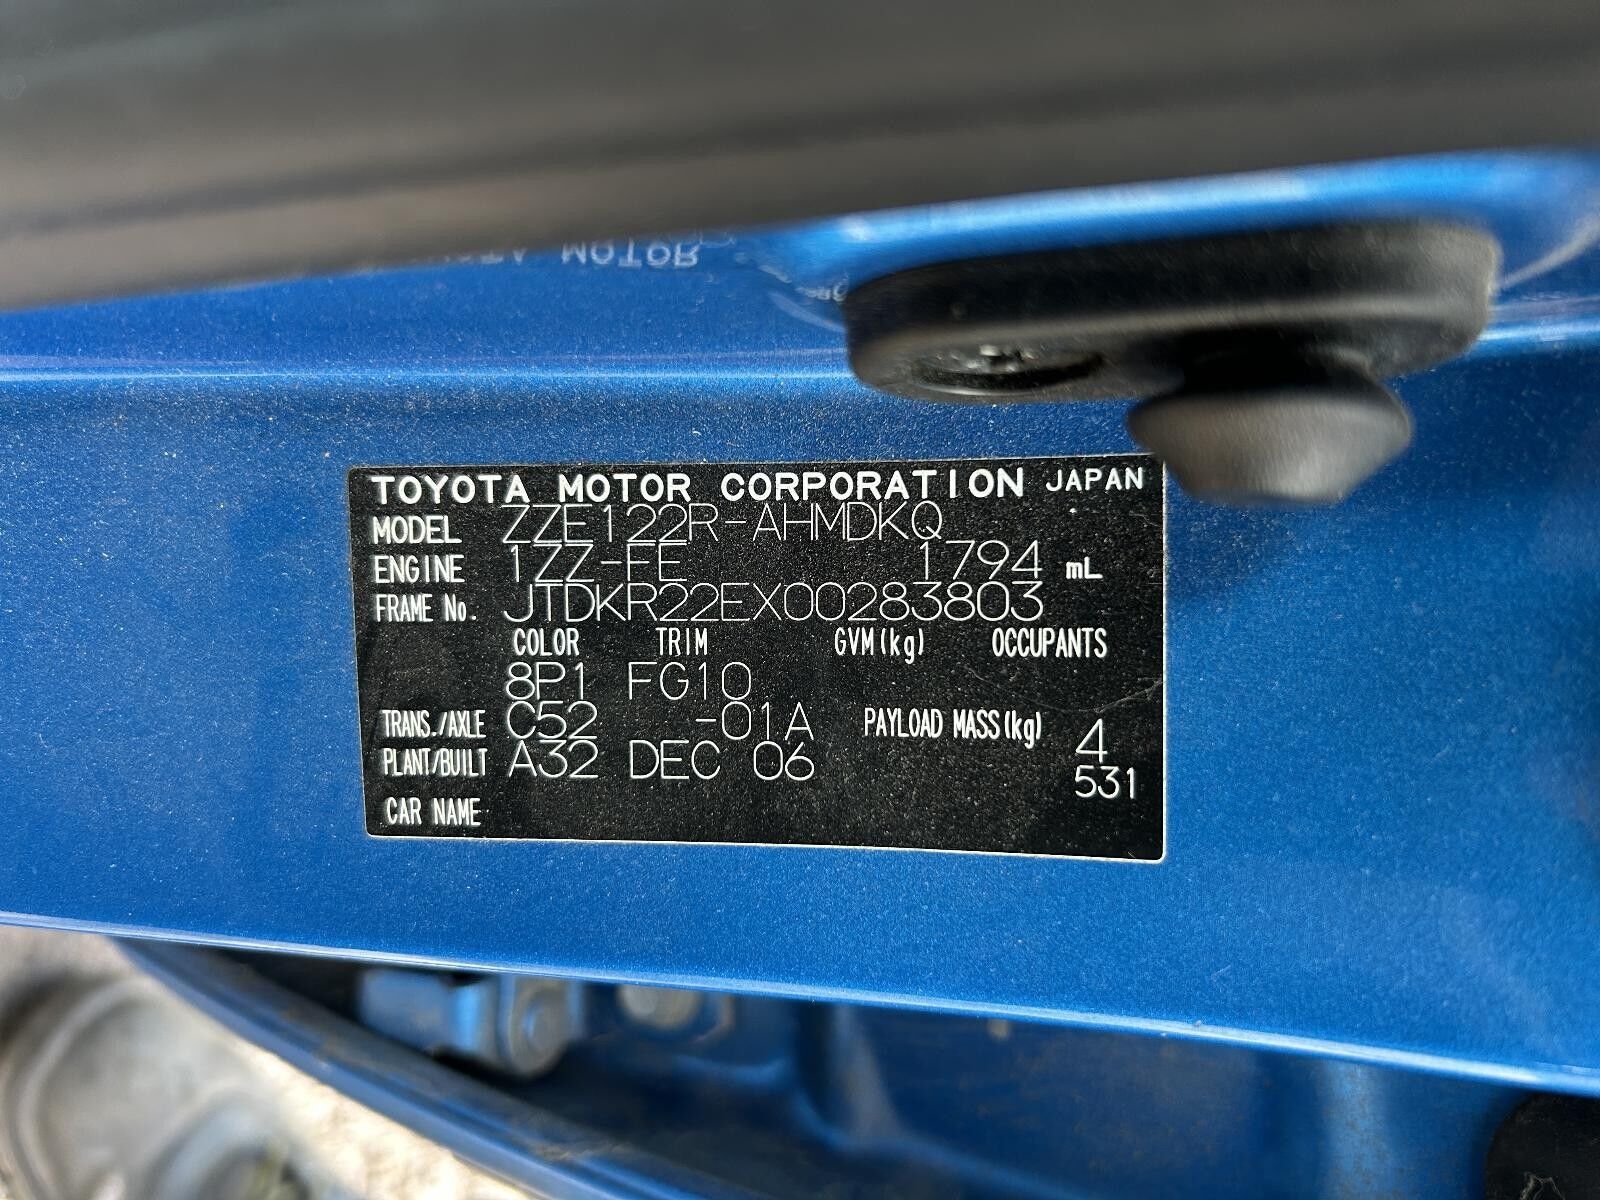 TOYOTA MOTOR CORPORATION JAPAN
MODEL ZZE122R-AHMDKQ
ENGINE 1ZZ-FE 1794 mL
FRAME No. JTDKR22EX00283803
COLOR TRIM GVM(kg) OCCUPANTS
8P1 FG10
TRANS./AXLE C52 -01A PAYLOAD MASS(kg) 4
PLANT/BUILT A32 DEC 06 531
CAR NAME